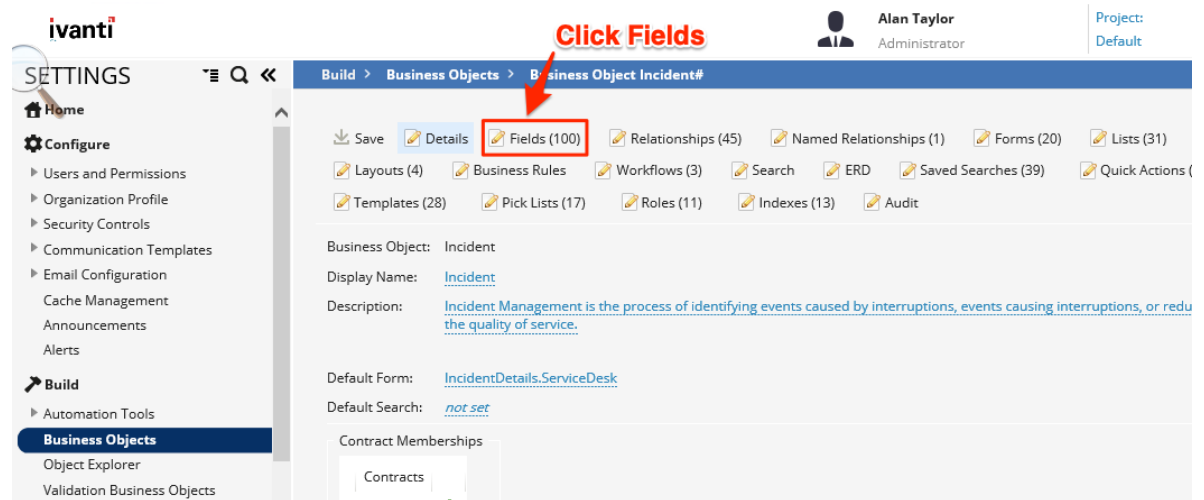 ivanti
Click Fields
Alan Taylor
Administrator
Project:
Default
SETTINGS
Build > Business Objects > Business Object Incident#
Home
Configure
Users and Permissions
Organization Profile
Security Controls
Communication Templates
Email Configuration
Cache Management
Announcements
Alerts
Build
Automation Tools
Business Objects
Object Explorer
Validation Business Objects
Save Details Fields (100) Relationships (45) Named Relationships (1) Forms (20) Lists (31)
Layouts (4) Business Rules Workflows (3) Search ERD Saved Searches (39) Quick Actions (
Templates (28) Pick Lists (17) Roles (11) Indexes (13) Audit
Business Object: Incident
Display Name: Incident
Description: Incident Management is the process of identifying events caused by interruptions, events causing interruptions, or redu
the quality of service.
Default Form: IncidentDetails.ServiceDesk
Default Search: not set
Contract Memberships
Contracts